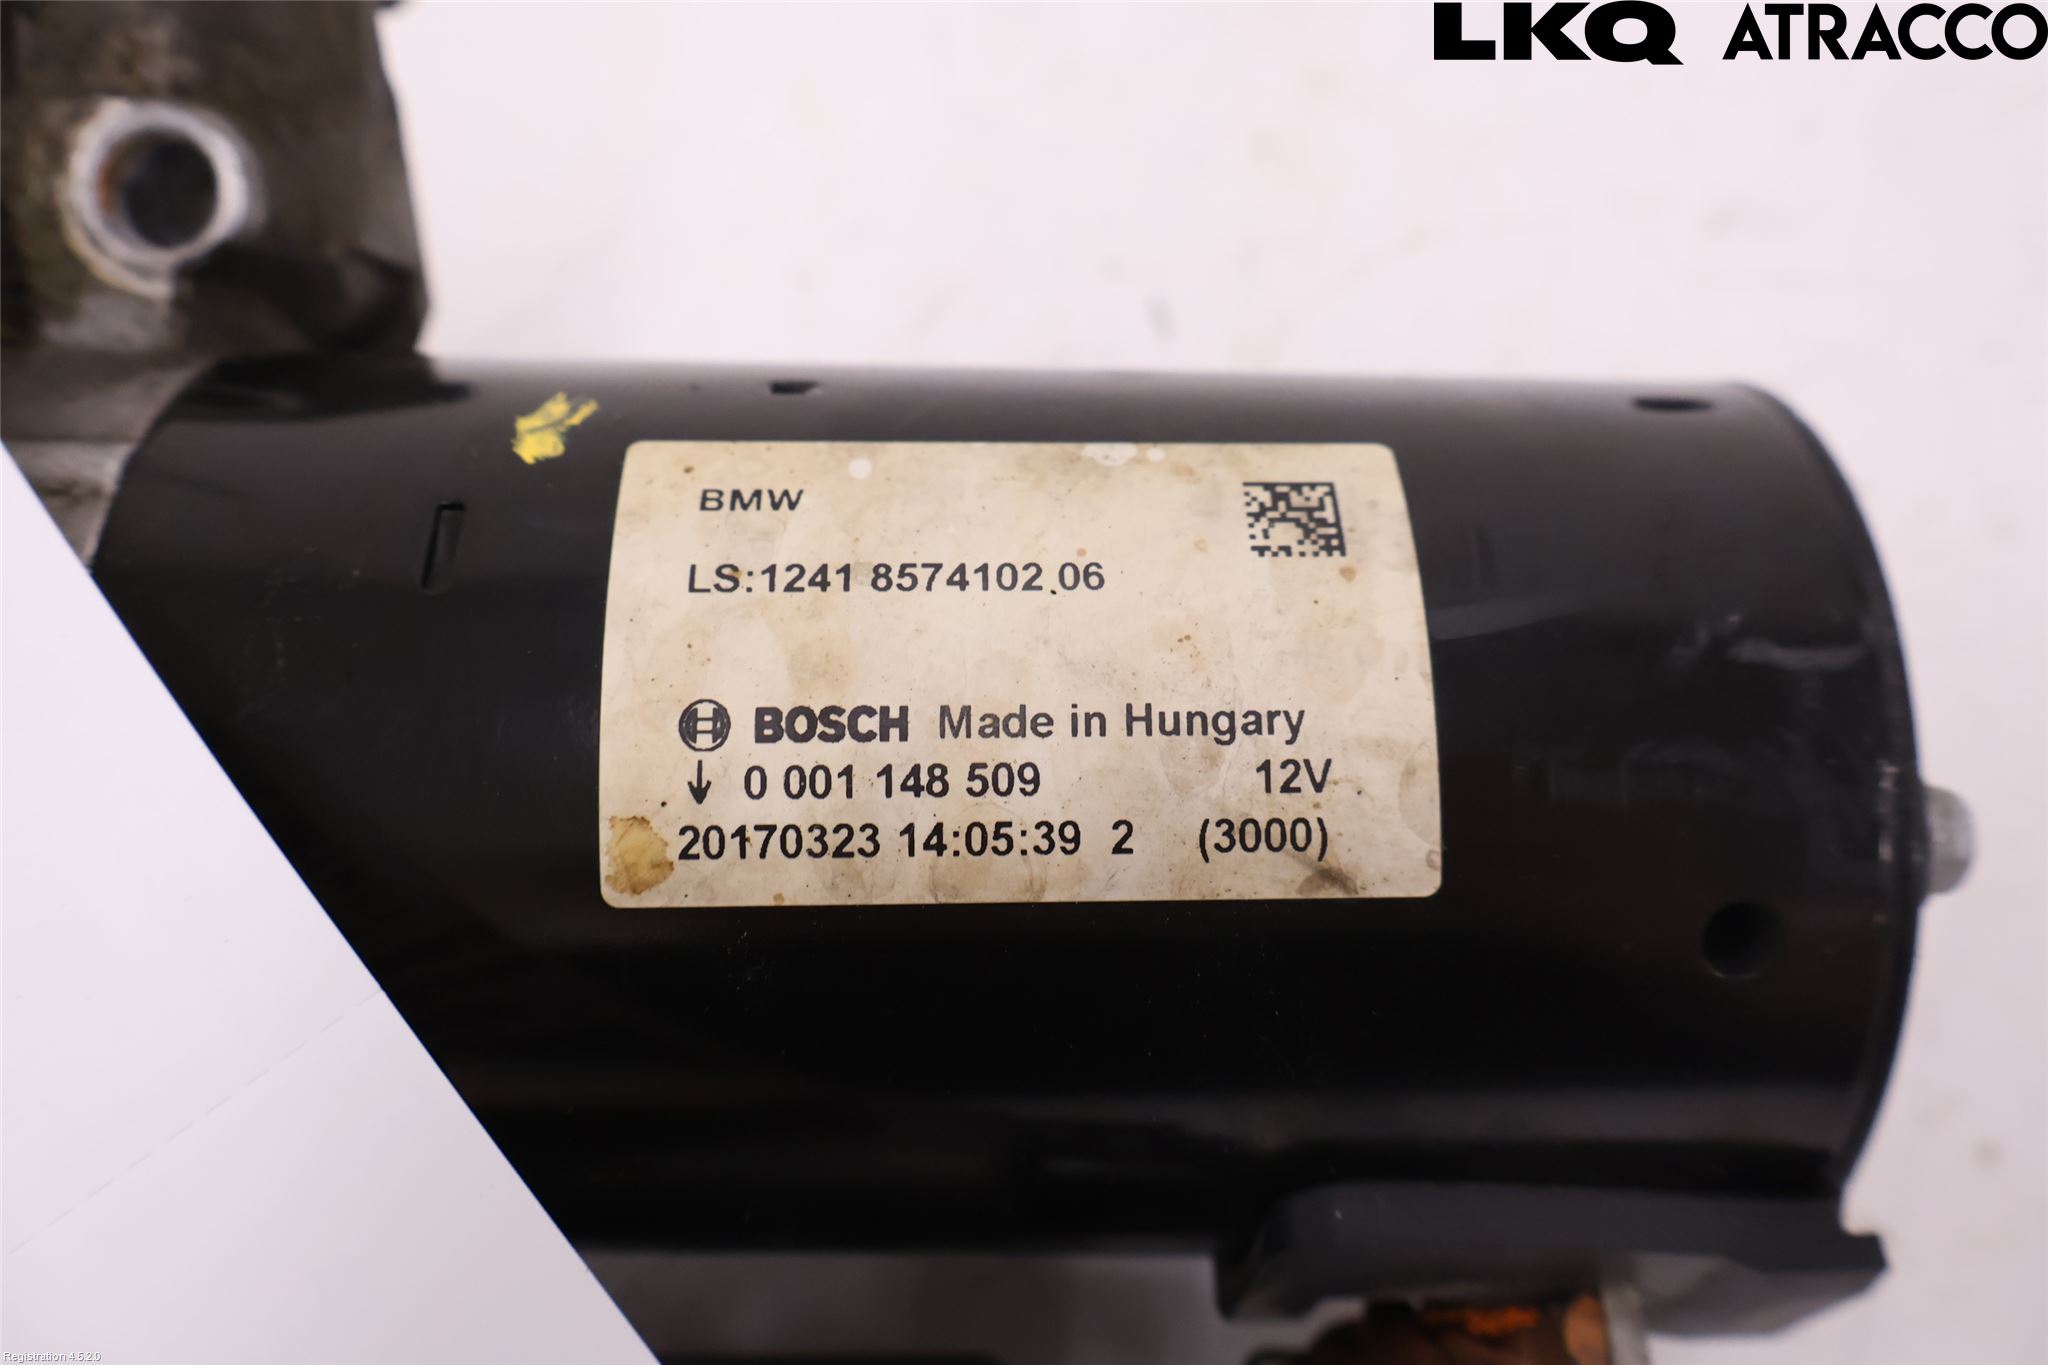 LKQ ATRACCO
BMW
LS:1241 8574102 06
BOSCH Made in Hungary
↓ 0 001 148 509 12V
20170323 14:05:39 2 (3000)
Registration 4.5.2.0